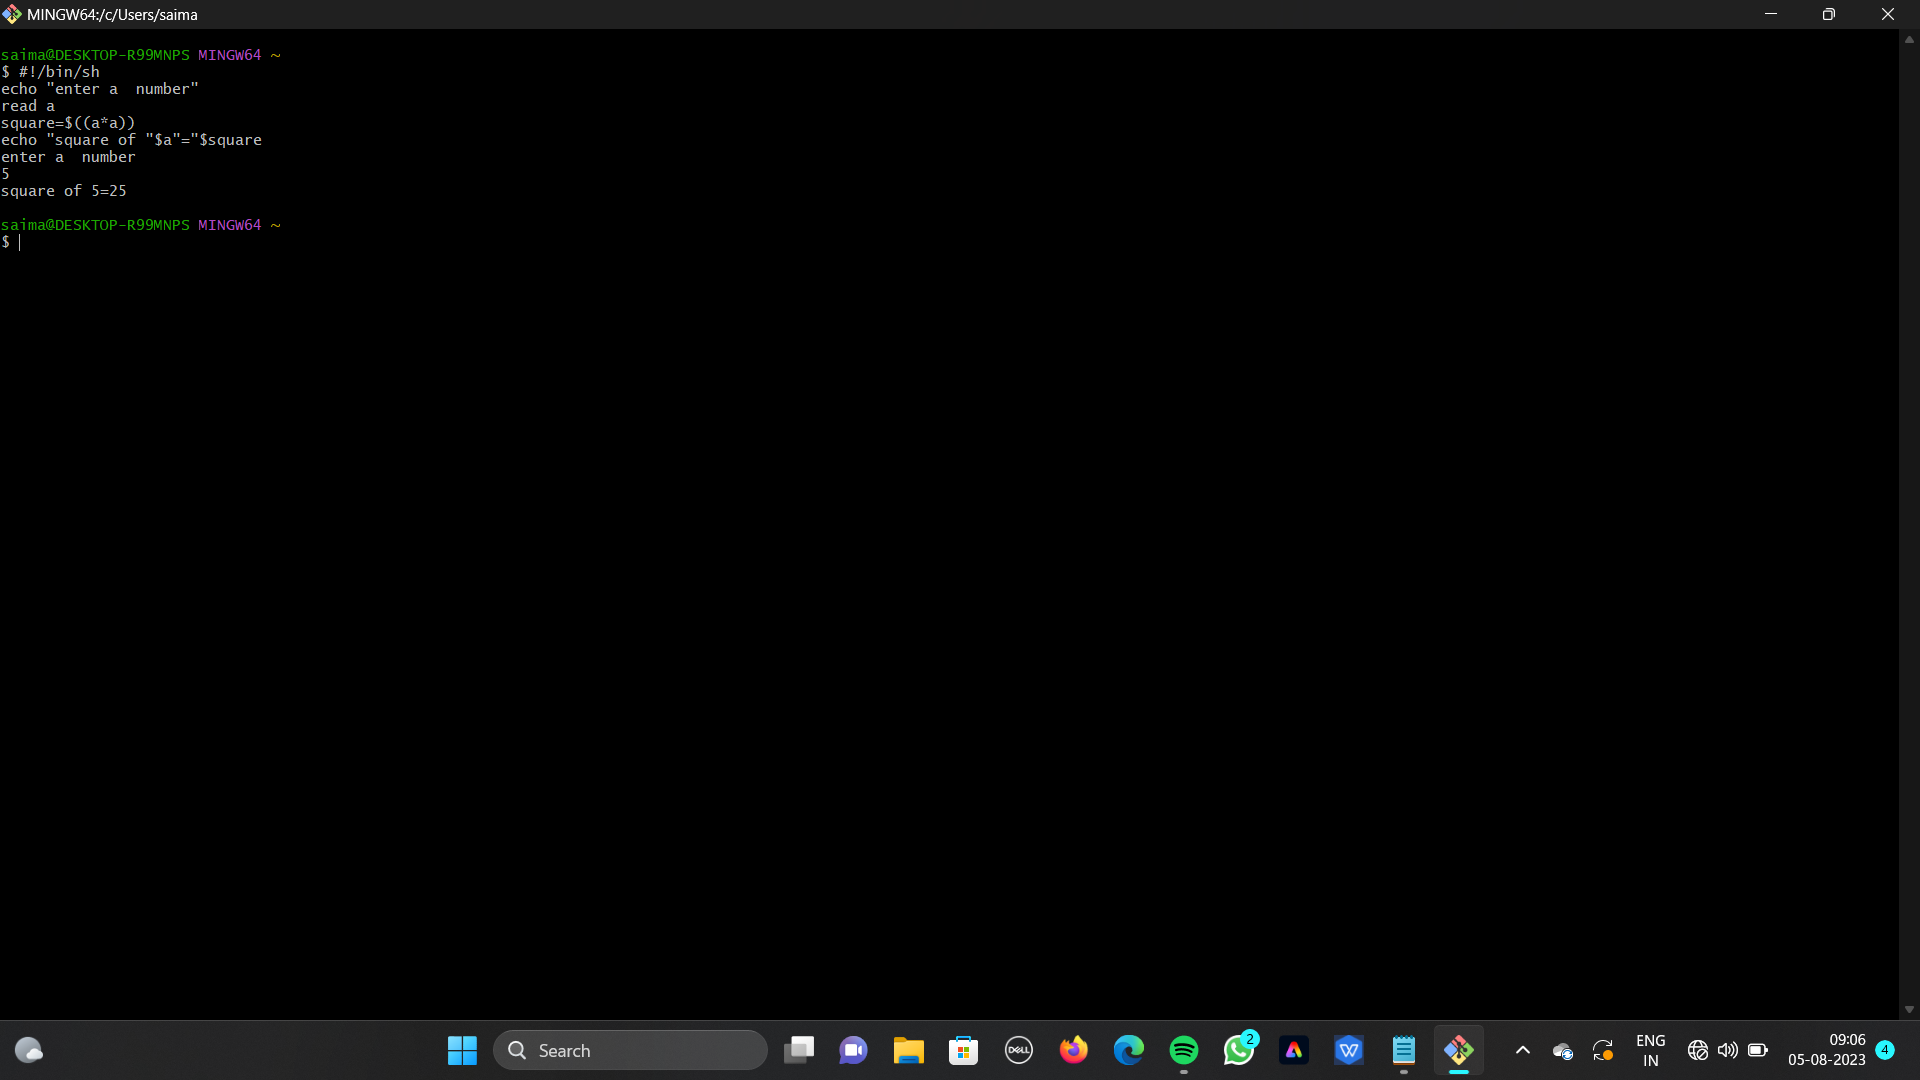 MINGW64:/c/Users/saima
saima@DESKTOP-R99MNPS MINGW64 ~
$ #!/bin/sh
echo "enter a  number"
read a
square=$((a*a))
echo "square of "$a"="$square
enter a  number
5
square of 5=25
saima@DESKTOP-R99MNPS MINGW64 ~
$
Search
DELL
2
W
ENG
IN
09:06
05-08-2023
4